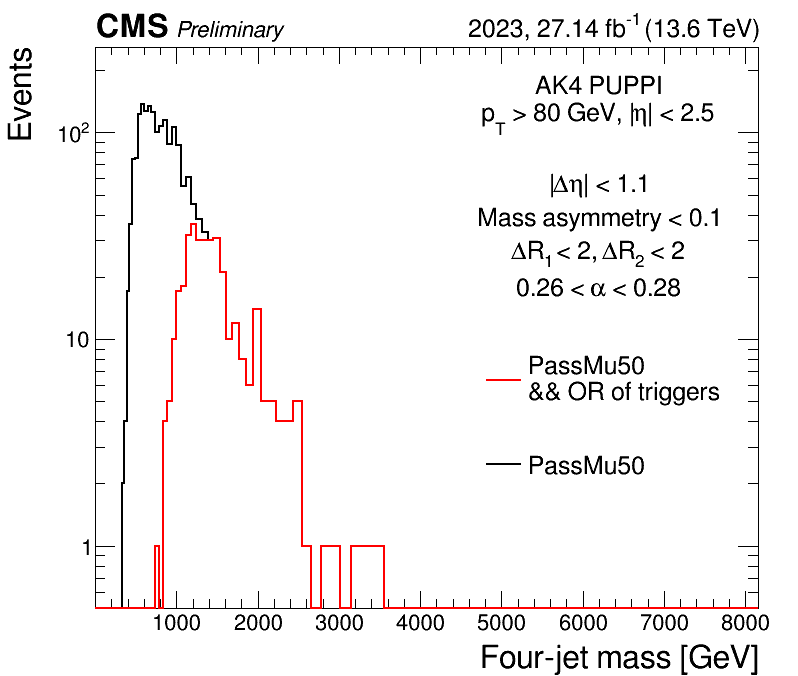 CMS Preliminary 2023, 27.14 fb⁻¹ (13.6 TeV)
Events
AK4 PUPPI
p_T > 80 GeV, |η| < 2.5
|Δη| < 1.1
Mass asymmetry < 0.1
ΔR₁ < 2, ΔR₂ < 2
0.26 < α < 0.28
PassMu50
&& OR of triggers
PassMu50
10²
10
1
1000 2000 3000 4000 5000 6000 7000 8000
Four-jet mass [GeV]